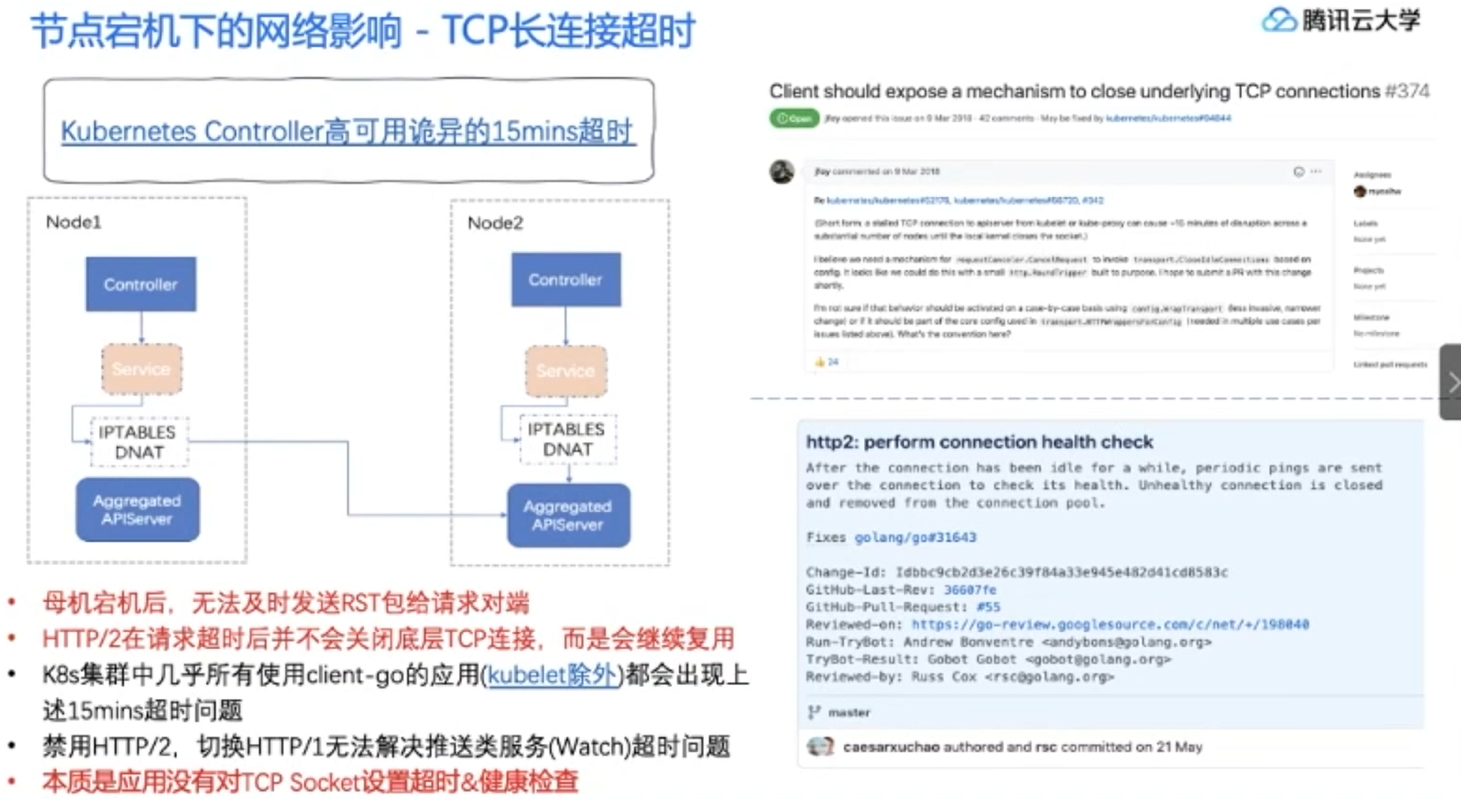 节点宕机下的网络影响 - TCP长连接超时
腾讯云大学
Kubernetes Controller高可用诡异的15mins超时
Node1
Controller
Service
IPTABLES
DNAT
Aggregated
APIServer
Node2
Controller
Service
IPTABLES
DNAT
Aggregated
APIServer
母机宕机后，无法及时发送RST包给请求对端
HTTP/2在请求超时后并不会关闭底层TCP连接，而是会继续复用
K8s集群中几乎所有使用client-go的应用(kubelet除外)都会出现上
述15mins超时问题
禁用HTTP/2，切换HTTP/1无法解决推送类服务(Watch)超时问题
本质是应用没有对TCP Socket设置超时&健康检查
Client should expose a mechanism to close underlying TCP connections #374
Open jfoy opened this issue on 9 Mar 2018 · 42 comments · May be fixed by
jfoy commented on 9 Mar 2018
(Short form: a stalled TCP connection to apiserver from kubelet or kube-proxy can cause ~15 minutes of disruption across a
substantial number of nodes until the local kernel closes the socket.)
I believe we need a mechanism for requestCanceler.CancelRequest to invoke transport.CloseIdleConnections based on
config. It looks like we could do this with a small http.RoundTripper built to purpose. I hope to submit a PR with this change
shortly.
I'm not sure if that behavior should be activated on a case-by-case basis using config.WrapTransport (less invasive, narrower
change) or if it should be part of the core config used in transport.HTTPWrappersForConfig (needed in multiple use cases per
issues listed above). What's the convention here?
24
Assignees
Labels
None yet
Projects
None yet
Milestone
No milestone
Linked pull requests
http2: perform connection health check
After the connection has been idle for a while, periodic pings are sent
over the connection to check its health. Unhealthy connection is closed
and removed from the connection pool.
Fixes golang/go#31643
Change-Id: Idbbc9cb2d3e26c39f84a33e945e482d41cd8583c
GitHub-Last-Rev: 36607fe
GitHub-Pull-Request: #55
Reviewed-on: https://go-review.googlesource.com/c/net/+/198040
Run-TryBot: Andrew Bonventre <andybons@golang.org>
TryBot-Result: Gobot Gobot <gobot@golang.org>
Reviewed-by: Russ Cox <rsc@golang.org>
master
caesarxuchao authored and rsc committed on 21 May